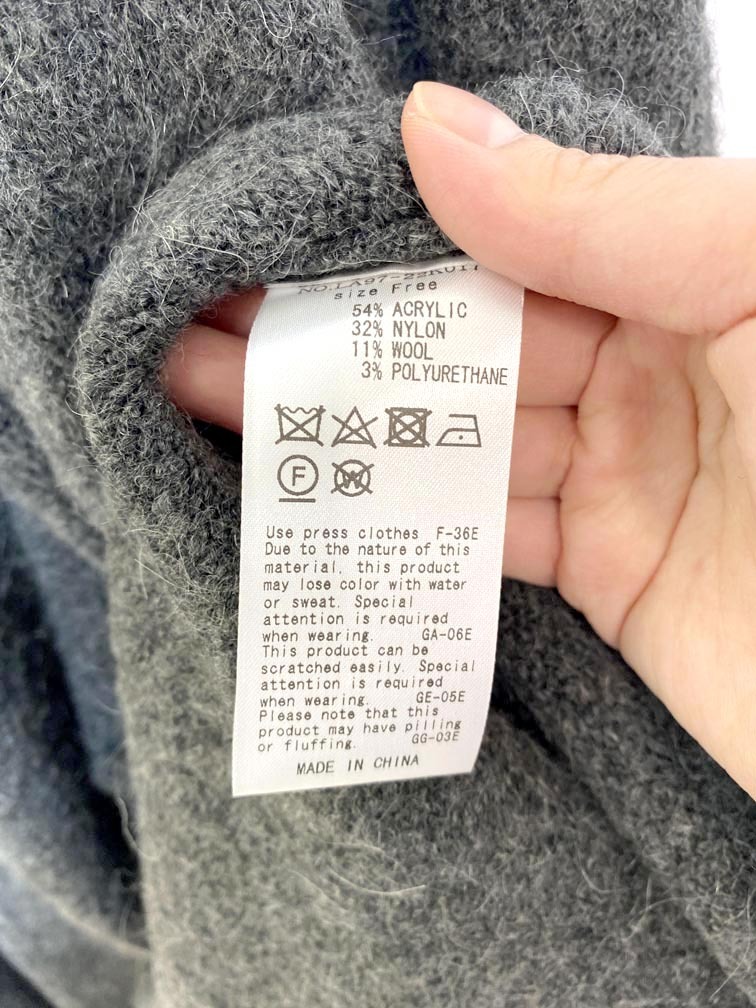 NO.LA97-22K017
size Free
54% ACRYLIC
32% NYLON
11% WOOL
3% POLYURETHANE
F W
Use press clothes F-36E
Due to the nature of this
material, this product
may lose color with water
or sweat. Special
attention is required
when wearing. GA-06E
This product can be
scratched easily. Special
attention is required
when wearing. GE-05E
Please note that this
product may have pilling
or fluffing. GG-03E
MADE IN CHINA